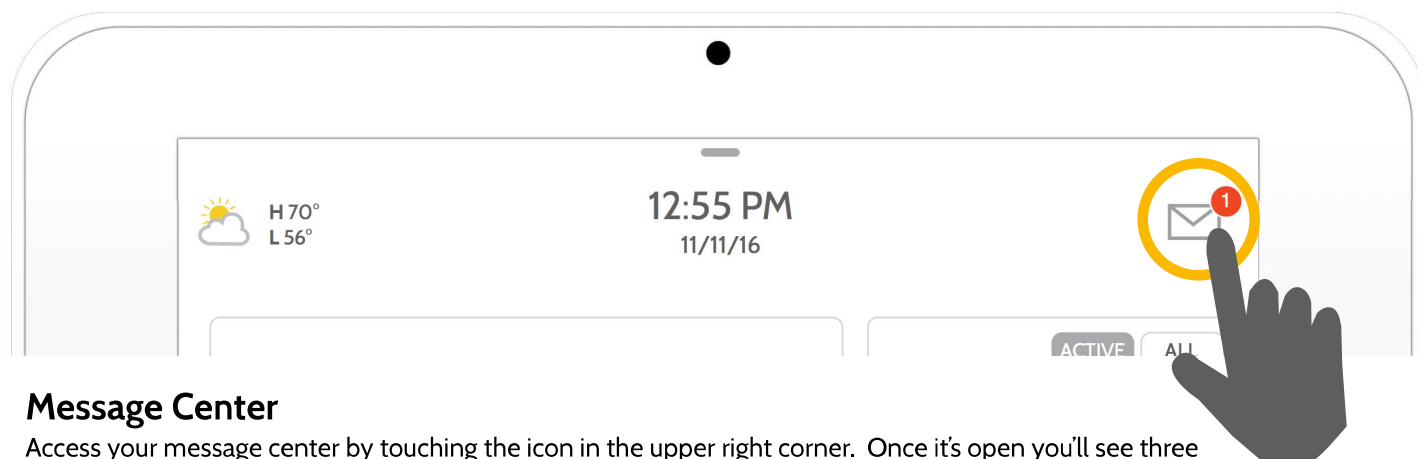 12:55 PM
1
H 70°
L 56°
11/11/16
ACTIVE ALL
Message Center
Access your message center by touching the icon in the upper right corner. Once it's open you'll see three